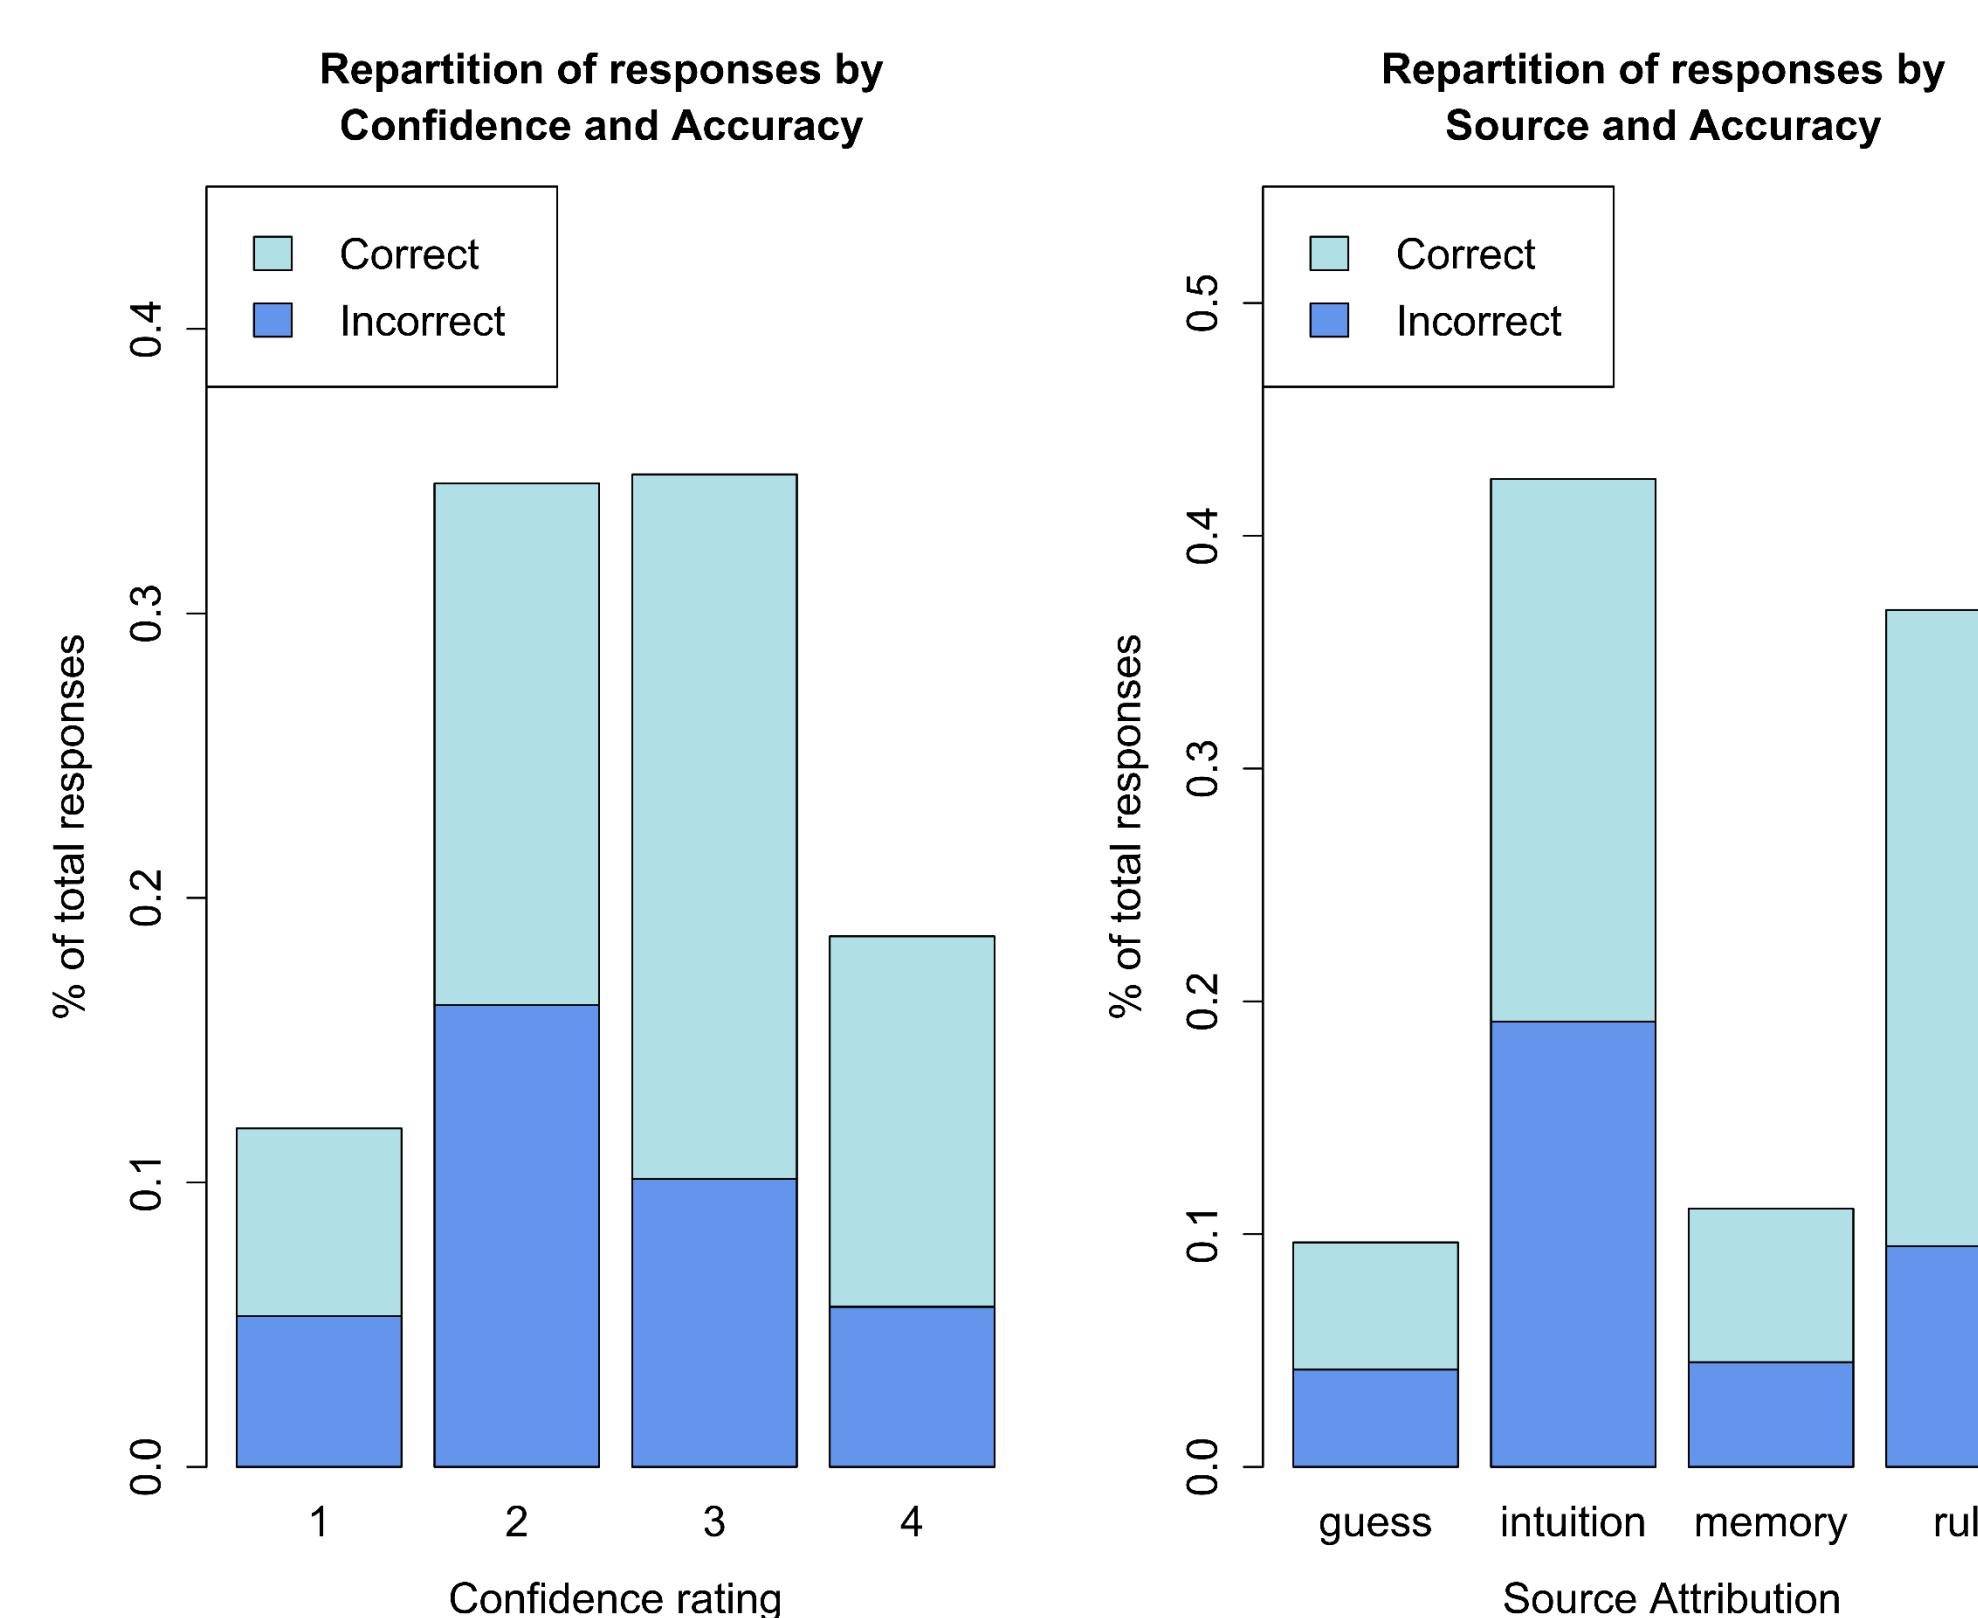 Repartition of responses by
Confidence and Accuracy
Correct
Incorrect
% of total responses
0.4
0.3
0.2
0.1
0.0
1 2 3 4
Confidence rating
Repartition of responses by
Source and Accuracy
Correct
Incorrect
% of total responses
0.5
0.4
0.3
0.2
0.1
0.0
guess intuition memory rul
Source Attribution